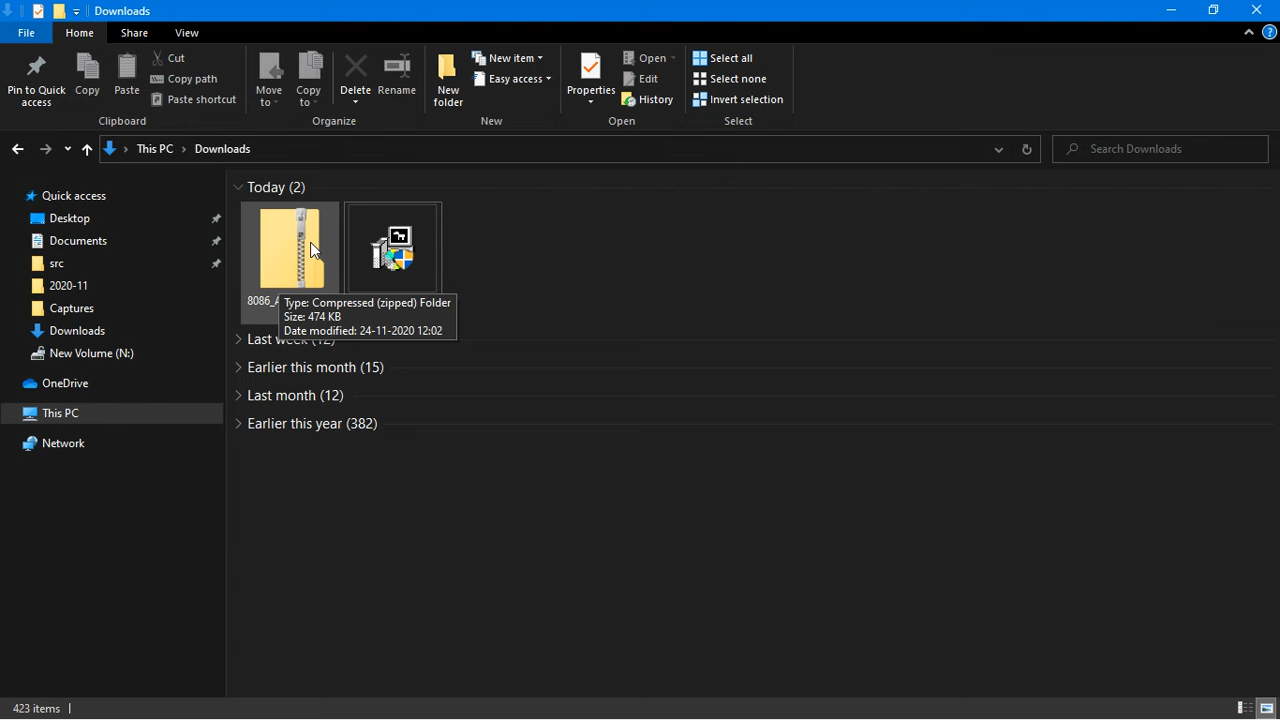 Downloads
File
Home
Share
View
Pin to Quick access
Copy
Paste
Cut
Copy path
Paste shortcut
Clipboard
Move to
Copy to
Delete
Rename
Organize
New folder
New item
Easy access
New
Properties
Open
Edit
History
Open
Select all
Select none
Invert selection
Select
This PC
Downloads
Search Downloads
Quick access
Desktop
Documents
src
2020-11
Captures
Downloads
New Volume (N:)
OneDrive
This PC
Network
Today (2)
8086_A
Type: Compressed (zipped) Folder
Size: 474 KB
Date modified: 24-11-2020 12:02
Last week (12)
Earlier this month (15)
Last month (12)
Earlier this year (382)
423 items